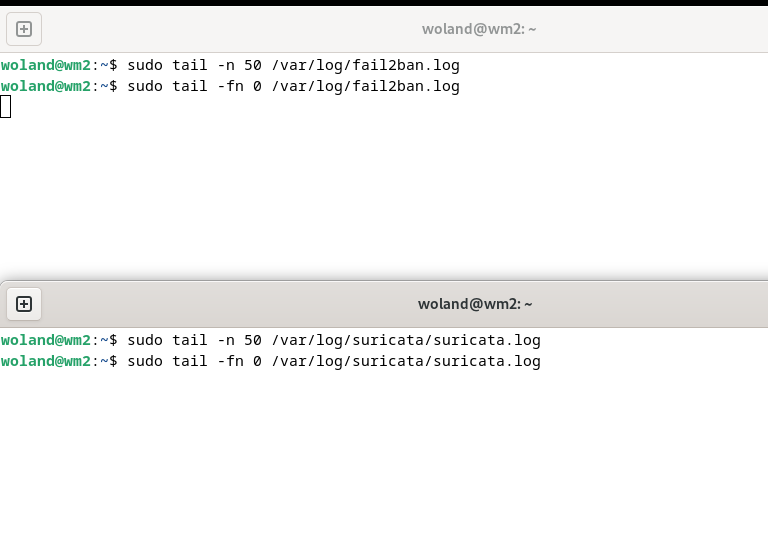 woland@wm2: ~
woland@wm2:~$ sudo tail -n 50 /var/log/fail2ban.log
woland@wm2:~$ sudo tail -fn 0 /var/log/fail2ban.log
woland@wm2: ~
woland@wm2:~$ sudo tail -n 50 /var/log/suricata/suricata.log
woland@wm2:~$ sudo tail -fn 0 /var/log/suricata/suricata.log